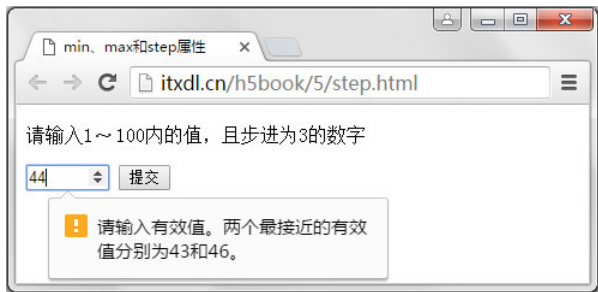 min、max和step属性
itxdl.cn/h5book/5/step.html
请输入1～100内的值，且步进为3的数字
44 提交
请输入有效值。两个最接近的有效
值分别为43和46。